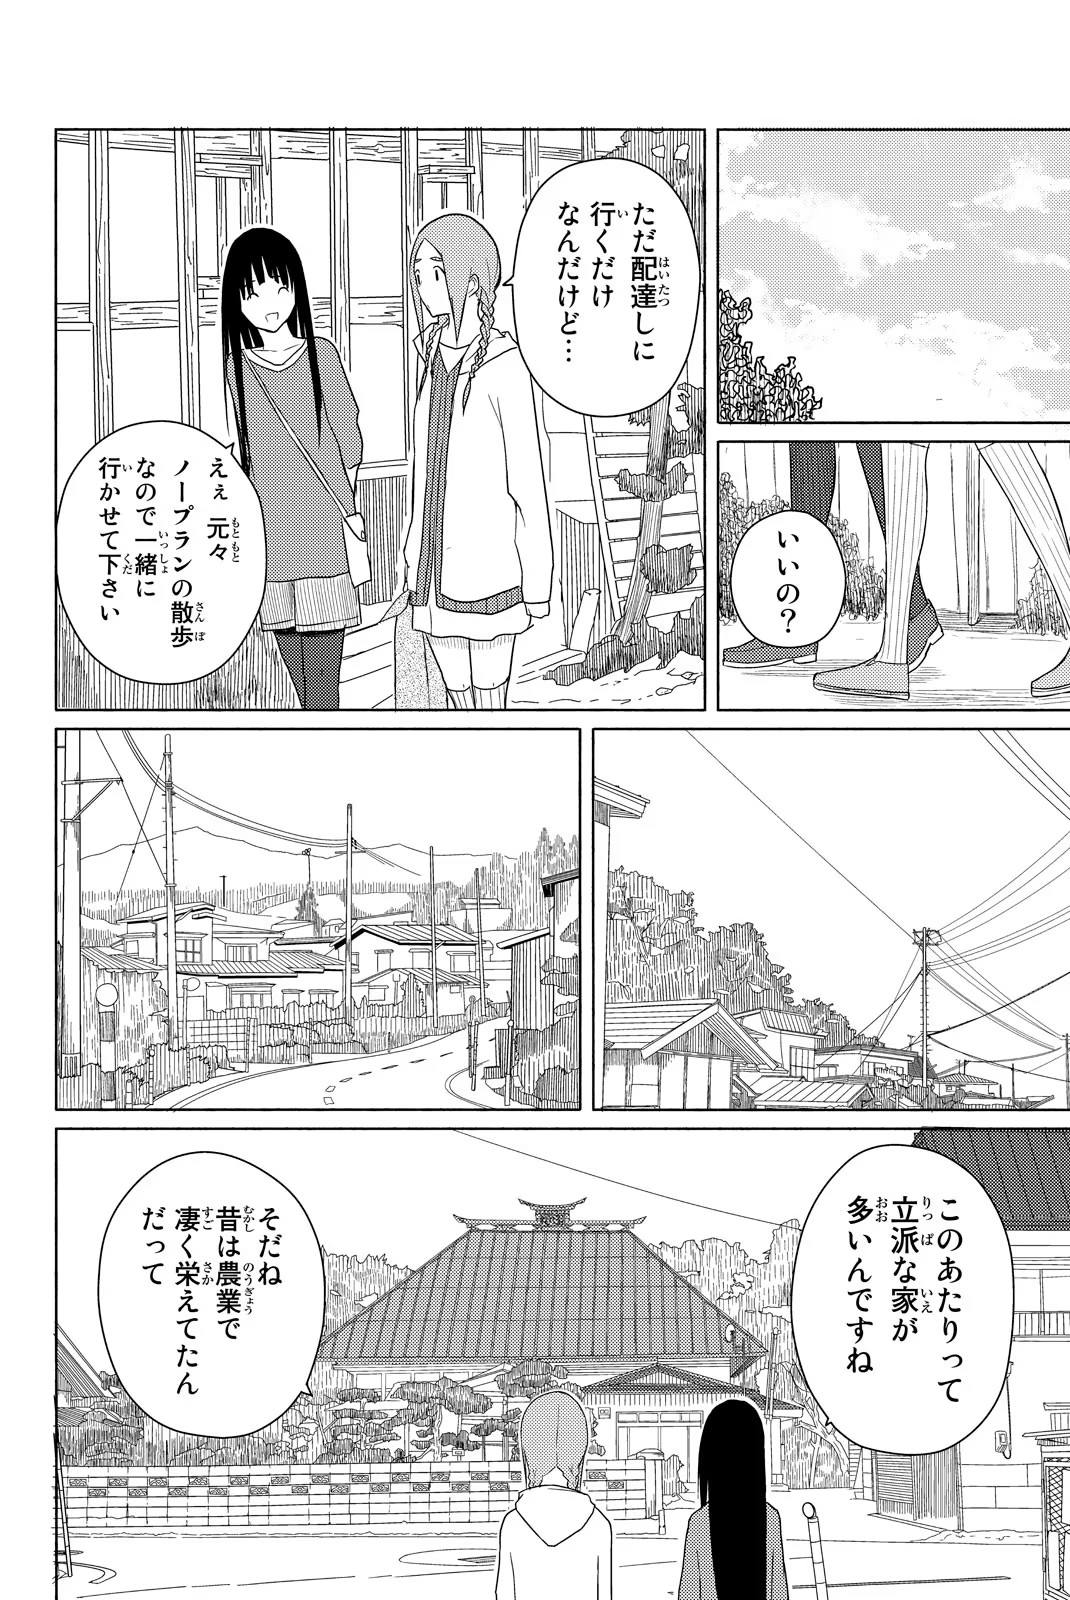 いいの?
ただ配達しに
行くだけ
なんだけど…
ええ 元々
ノープランの散歩
なので一緒に
行かせて下さい
このあたりって
立派な家が
多いんですね
そだね
昔は農業で
凄く栄えてたん
だって